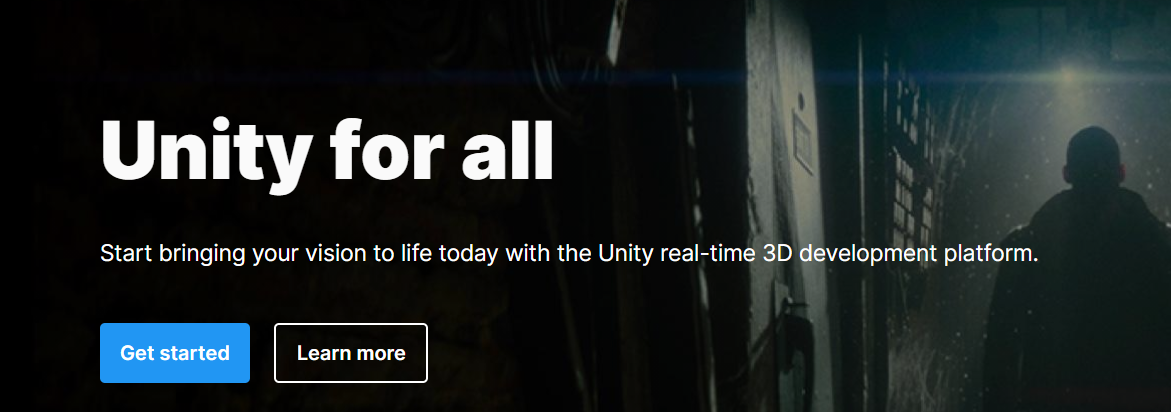 Unity for all
Start bringing your vision to life today with the Unity real-time 3D development platform.
Get started
Learn more